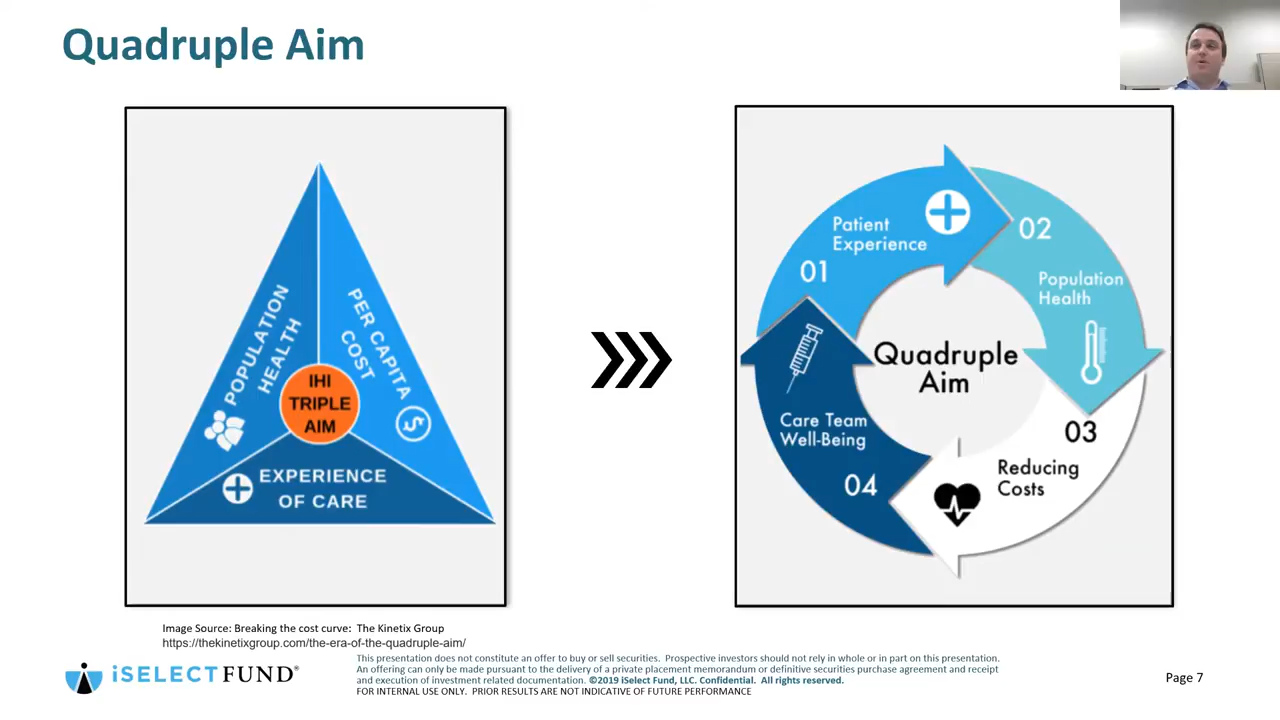 Quadruple Aim
POPULATION
HEALTH
PER CAPITA
COST
IHI
TRIPLE
AIM
EXPERIENCE
OF CARE
Patient
Experience
01
02
Population
Health
Quadruple
Aim
03
Reducing
Costs
Care Team
Well-Being
04
Image Source: Breaking the cost curve: The Kinetix Group
https://thekinetixgroup.com/the-era-of-the-quadruple-aim/
iSELECTFUND®
This presentation does not constitute an offer to buy or sell securities. Prospective investors should not rely in whole or in part on this presentation.
An offering can only be made pursuant to the delivery of a private placement memorandum or definitive securities purchase agreement and receipt
and execution of investment related documentation. ©2019 iSelect Fund, LLC. Confidential. All rights reserved.
FOR INTERNAL USE ONLY. PRIOR RESULTS ARE NOT INDICATIVE OF FUTURE PERFORMANCE
Page 7